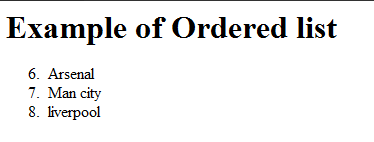 Example of Ordered list
6. Arsenal
7. Man city
8. liverpool